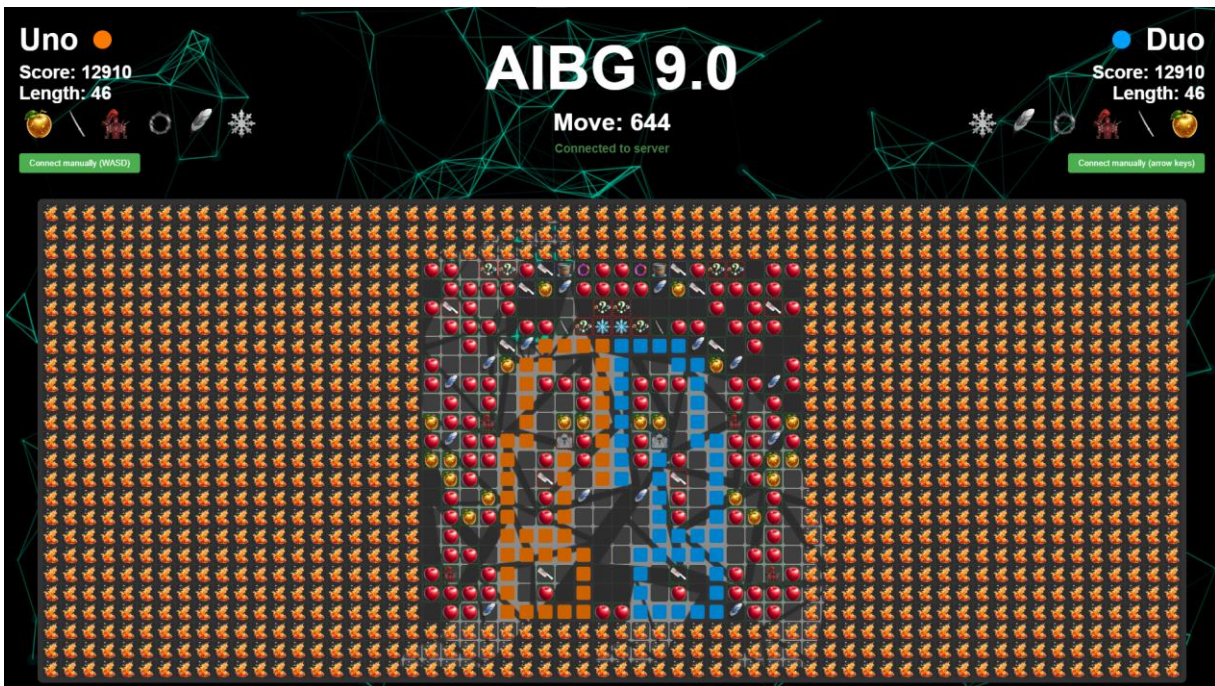 Uno
Score: 12910
Length: 46
Connect manually (WASD)
AIBG 9.0
Move: 644
Connected to server
Duo
Score: 12910
Length: 46
Connect manually (arrow keys)